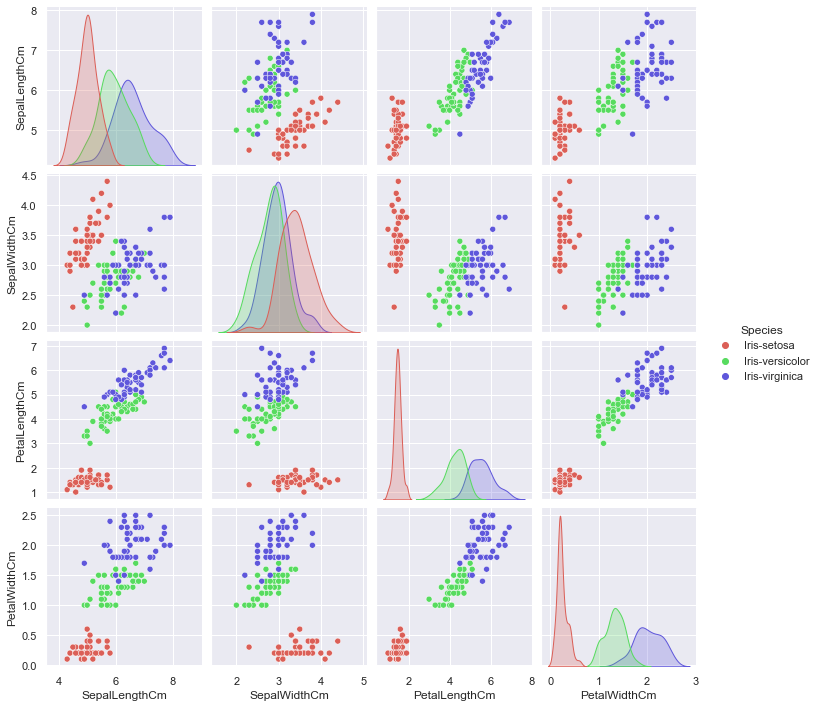 SepalLengthCm
8
7
6
5
SepalWidthCm
4.5
4.0
3.5
3.0
2.5
2.0
Species
Iris-setosa
Iris-versicolor
Iris-virginica
PetalLengthCm
7
6
5
4
3
2
1
PetalWidthCm
2.5
2.0
1.5
1.0
0.5
0.0
4 6 8
SepalLengthCm
2 3 4 5
SepalWidthCm
2 4 6 8
PetalLengthCm
0 1 2 3
PetalWidthCm